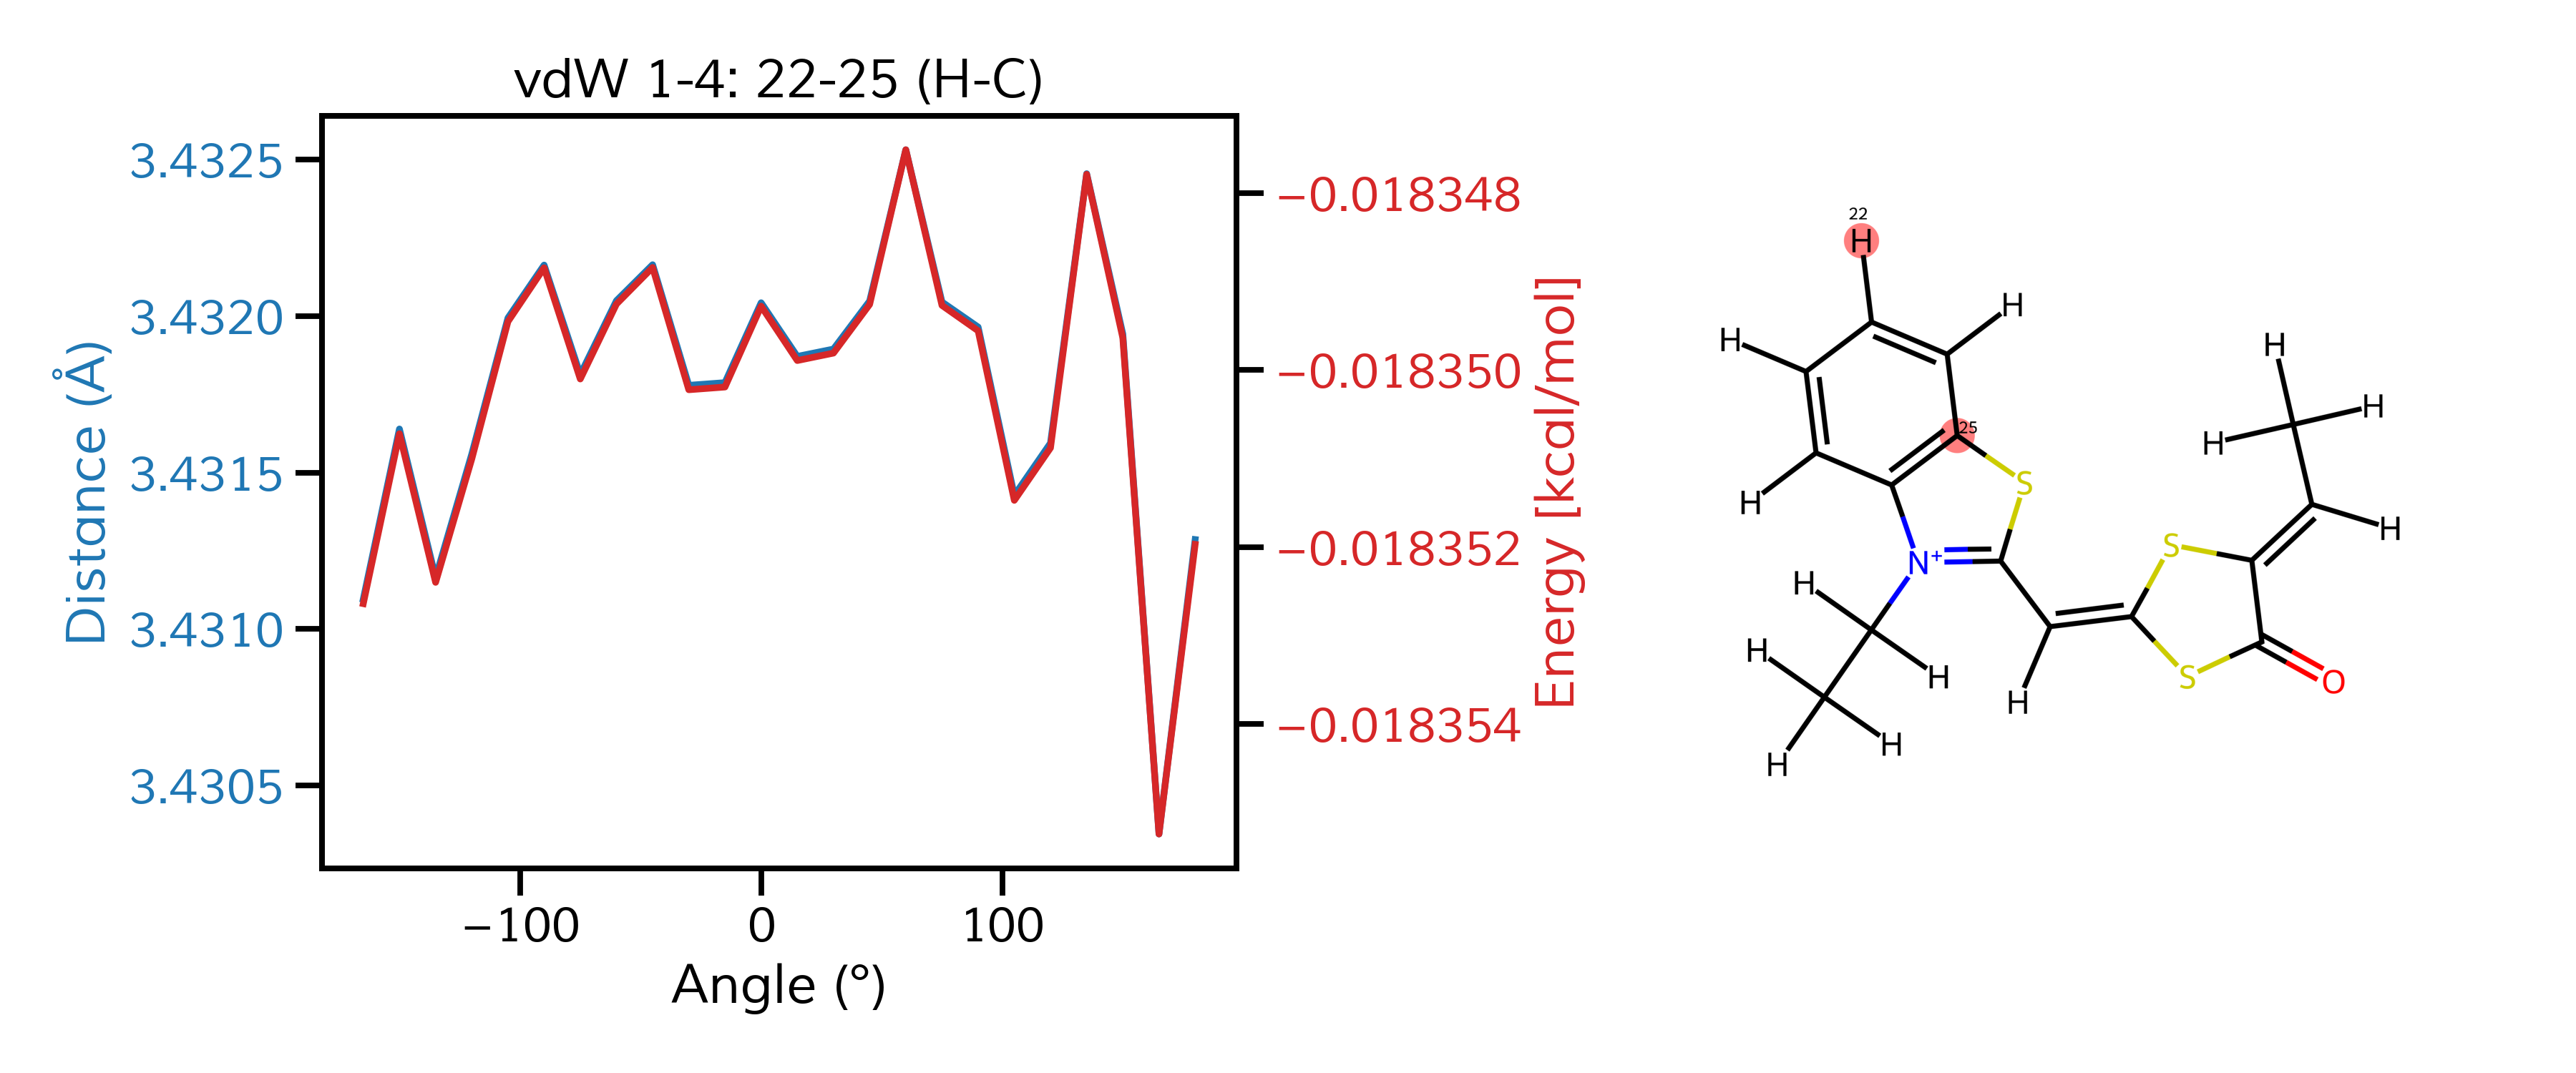 vdW 1-4: 22-25 (H-C)
3.4325
3.4320
3.4315
3.4310
3.4305
Distance (Å)
−0.018348
−0.018350
−0.018352
−0.018354
Energy [kcal/mol]
−100
0
100
Angle (°)
22
H
H
H
H
H
H
25
S
H
H
S
H
N+
H
H
H
S
O
H
H
H